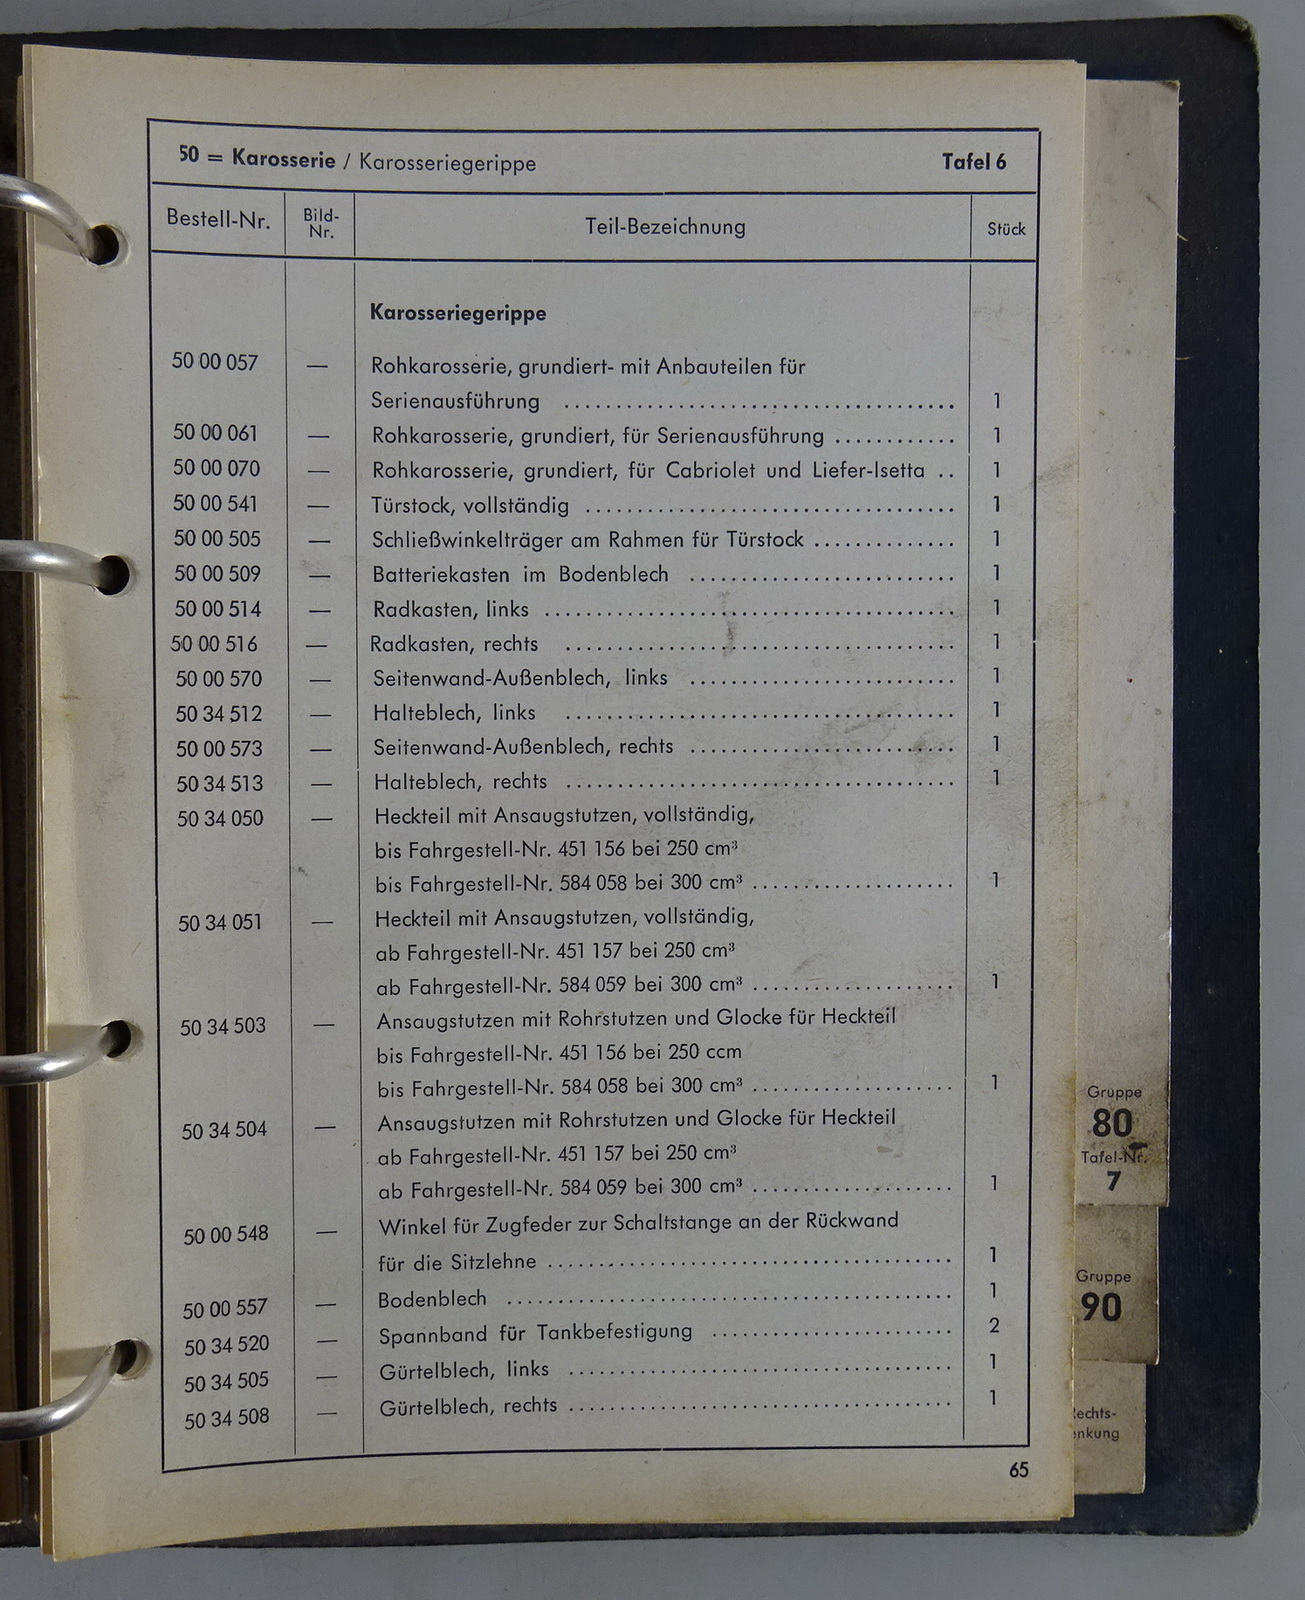 50 = Karosserie / Karosseriegerippe Tafel 6
Bestell-Nr. Bild-Nr. Teil-Bezeichnung Stück
Karosseriegerippe
50 00 057 — Rohkarosserie, grundiert- mit Anbauteilen für
Serienausführung ...................................... 1
50 00 061 — Rohkarosserie, grundiert, für Serienausführung ............ 1
50 00 070 — Rohkarosserie, grundiert, für Cabriolet und Liefer-Isetta .. 1
50 00 541 — Türstock, vollständig .................................... 1
50 00 505 — Schließwinkelträger am Rahmen für Türstock .............. 1
50 00 509 — Batteriekasten im Bodenblech .......................... 1
50 00 514 — Radkasten, links ........................................ 1
50 00 516 — Radkasten, rechts ...................................... 1
50 00 570 — Seitenwand-Außenblech, links .......................... 1
50 34 512 — Halteblech, links ...................................... 1
50 00 573 — Seitenwand-Außenblech, rechts .......................... 1
50 34 513 — Halteblech, rechts ...................................... 1
50 34 050 — Heckteil mit Ansaugstutzen, vollständig,
bis Fahrgestell-Nr. 451 156 bei 250 cm³
bis Fahrgestell-Nr. 584 058 bei 300 cm³ .................... 1
50 34 051 — Heckteil mit Ansaugstutzen, vollständig,
ab Fahrgestell-Nr. 451 157 bei 250 cm³
ab Fahrgestell-Nr. 584 059 bei 300 cm³ .................... 1
50 34 503 — Ansaugstutzen mit Rohrstutzen und Glocke für Heckteil
bis Fahrgestell-Nr. 451 156 bei 250 ccm
bis Fahrgestell-Nr. 584 058 bei 300 cm³ .................... 1
50 34 504 — Ansaugstutzen mit Rohrstutzen und Glocke für Heckteil
ab Fahrgestell-Nr. 451 157 bei 250 cm³
ab Fahrgestell-Nr. 584 059 bei 300 cm³ .................... 1
50 00 548 — Winkel für Zugfeder zur Schaltstange an der Rückwand
für die Sitzlehne ........................................ 1
50 00 557 — Bodenblech ............................................ 1
50 34 520 — Spannband für Tankbefestigung ........................ 2
50 34 505 — Gürtelblech, links ...................................... 1
50 34 508 — Gürtelblech, rechts ...................................... 1
65
Gruppe
80
Tafel-Nr.
7
Gruppe
90
echts-
nkung